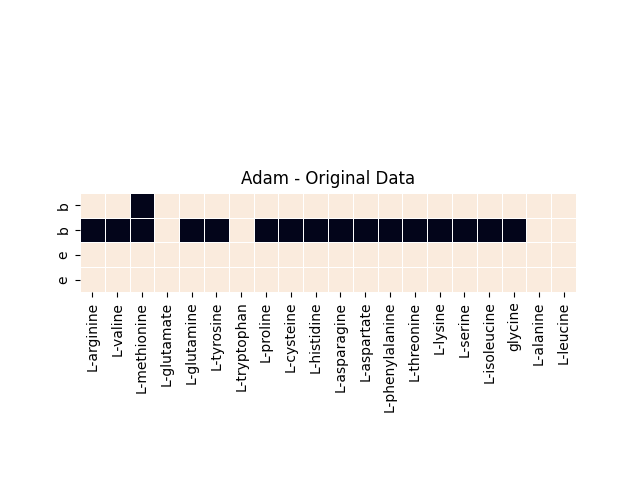 Adam - Original Data
b
b
e
e
L-arginine
L-valine
L-methionine
L-glutamate
L-glutamine
L-tyrosine
L-tryptophan
L-proline
L-cysteine
L-histidine
L-asparagine
L-aspartate
L-phenylalanine
L-threonine
L-lysine
L-serine
L-isoleucine
glycine
L-alanine
L-leucine